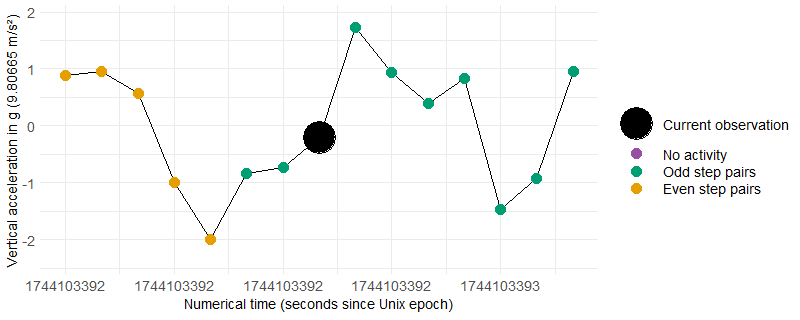 Vertical acceleration in g (9.80665 m/s²)
2
1
0
-1
-2
1744103392
1744103392
1744103392
1744103392
1744103393
Numerical time (seconds since Unix epoch)
Current observation
No activity
Odd step pairs
Even step pairs